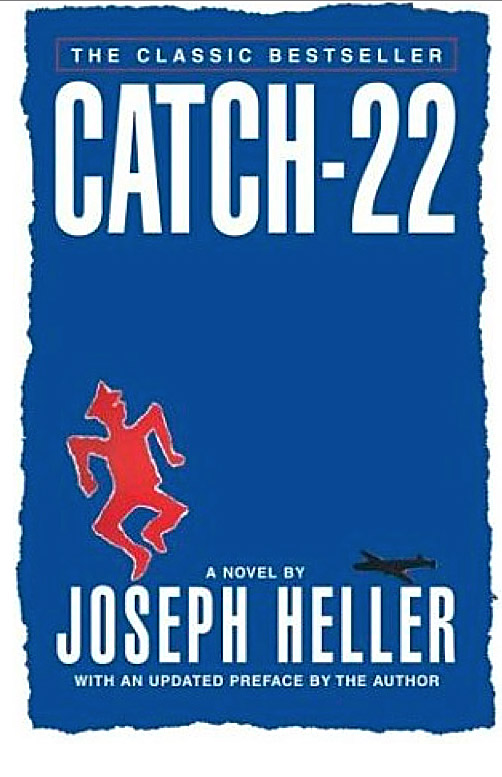 THE CLASSIC BESTSELLER
CATCH-22
A NOVEL BY
JOSEPH HELLER
WITH AN UPDATED PREFACE BY THE AUTHOR